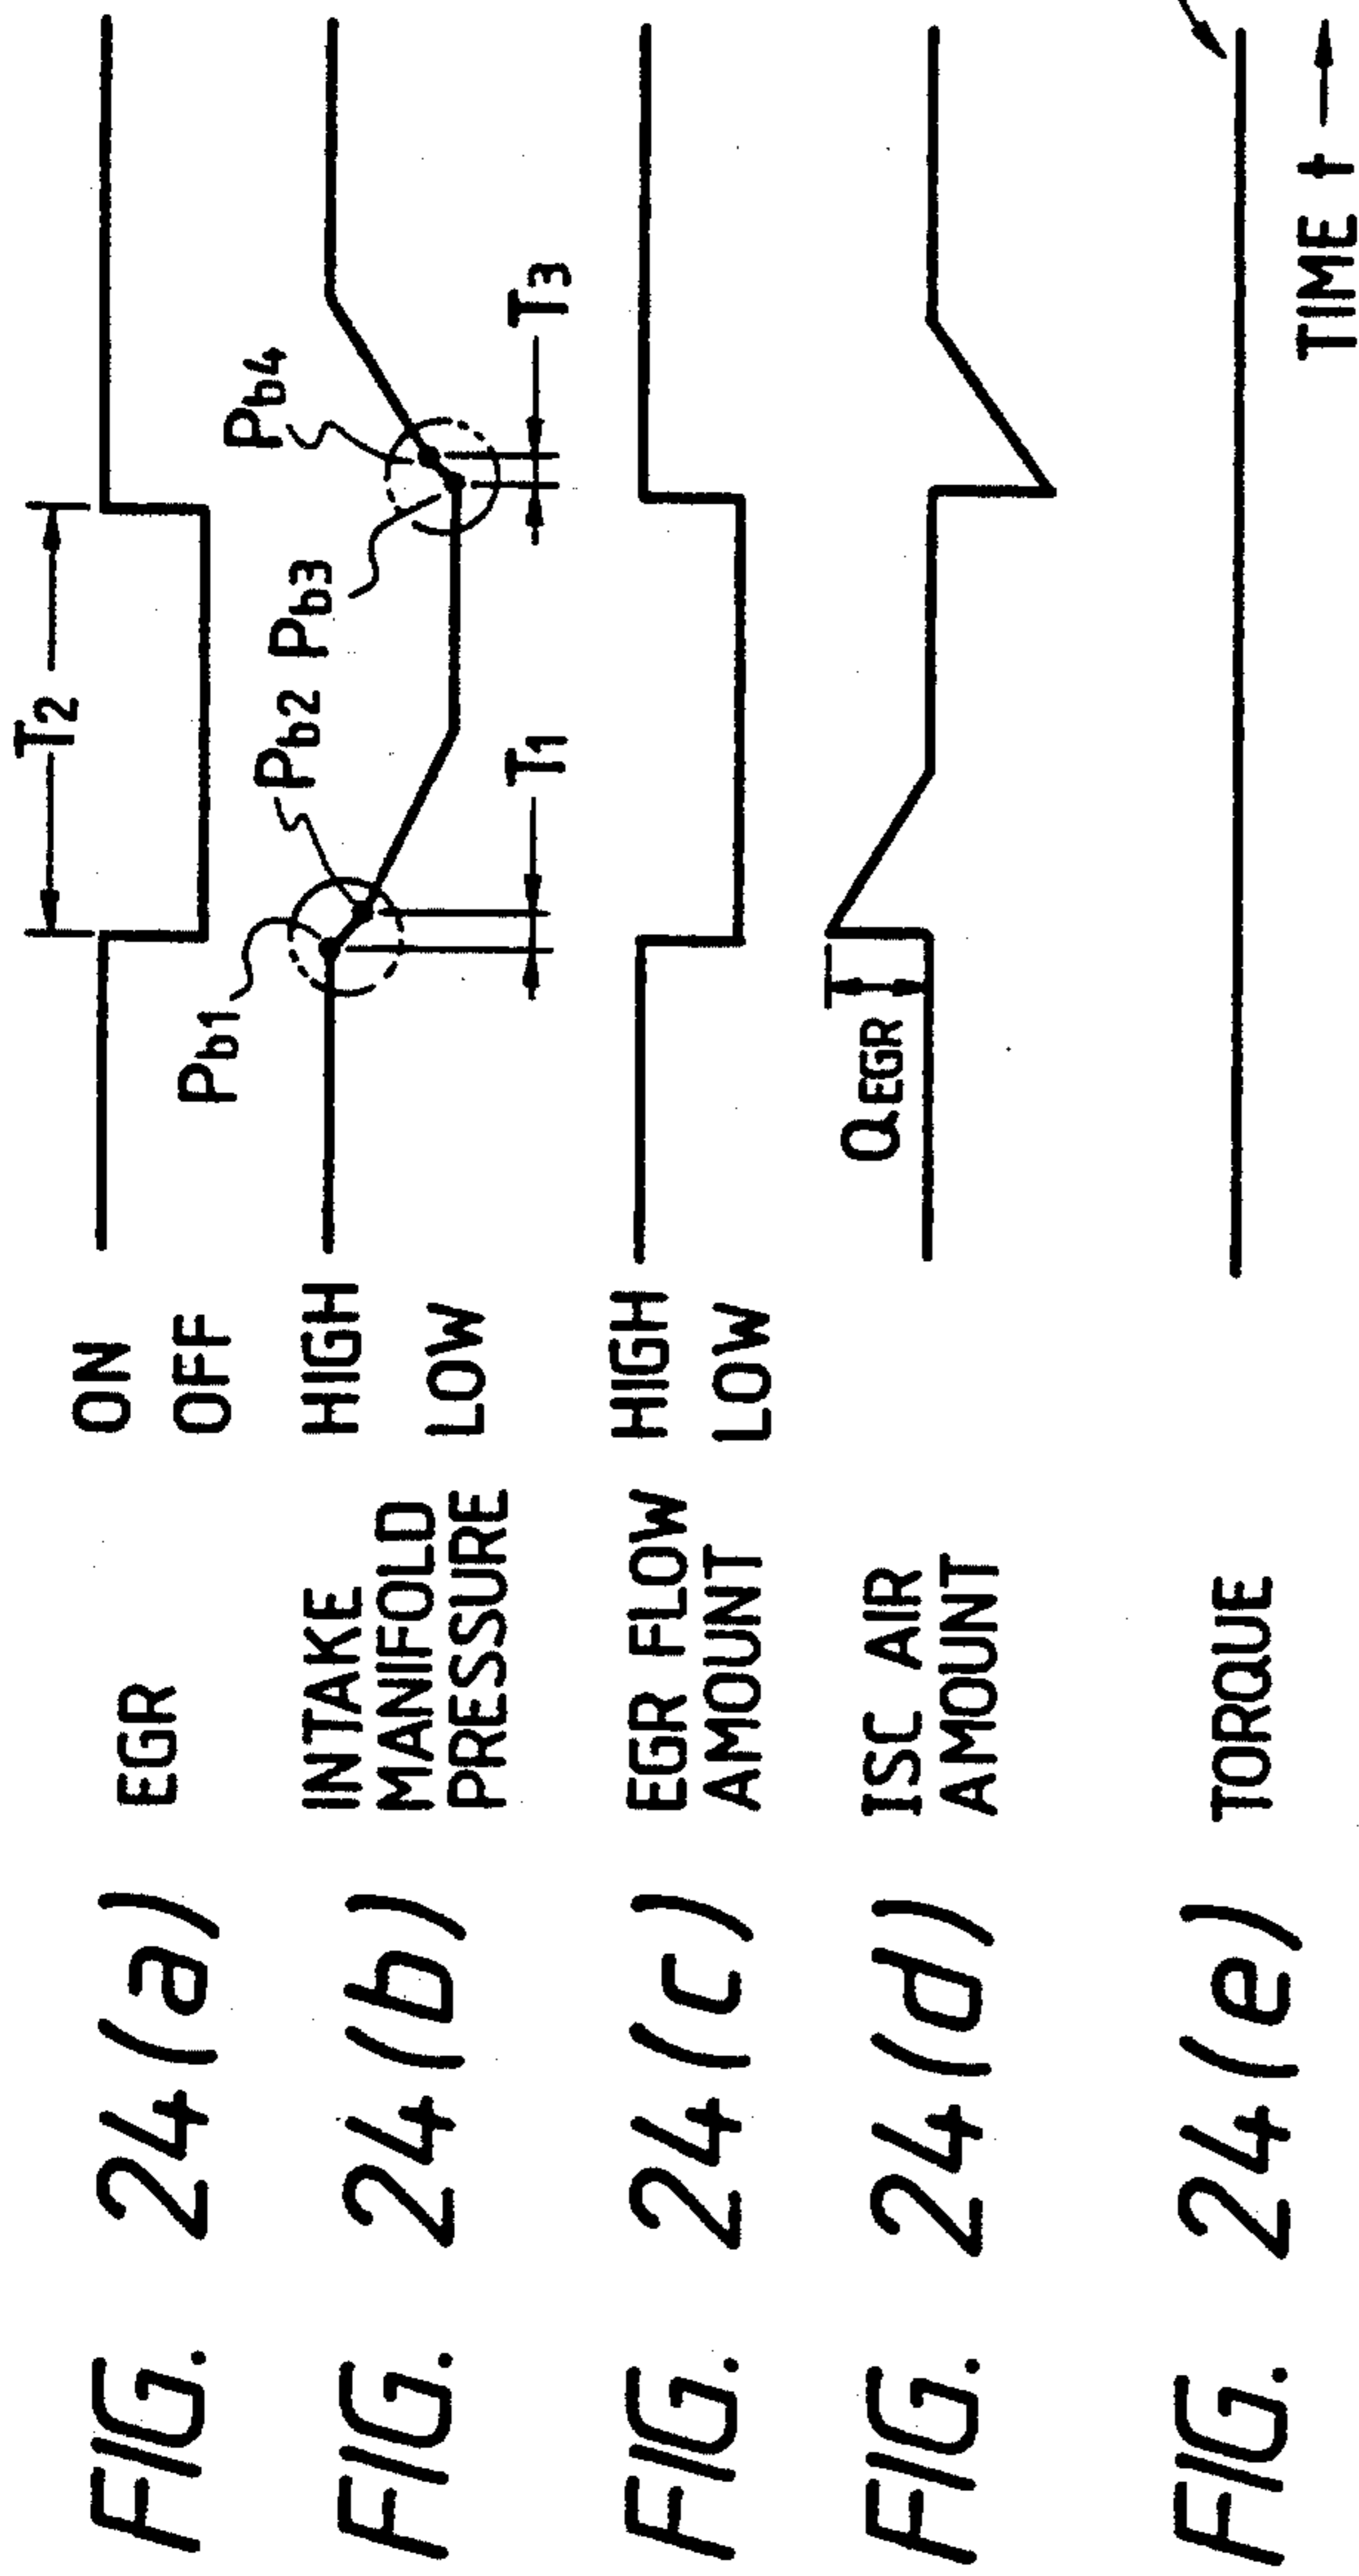 FIG. 24(a) EGR ON
OFF
T2
FIG. 24(b) INTAKE MANIFOLD PRESSURE HIGH
LOW
Pb1
Pb2
Pb3
Pb4
T1
T3
FIG. 24(c) EGR FLOW AMOUNT HIGH
LOW
FIG. 24(d) ISC AIR AMOUNT
QEGR
FIG. 24(e) TORQUE
TIME t